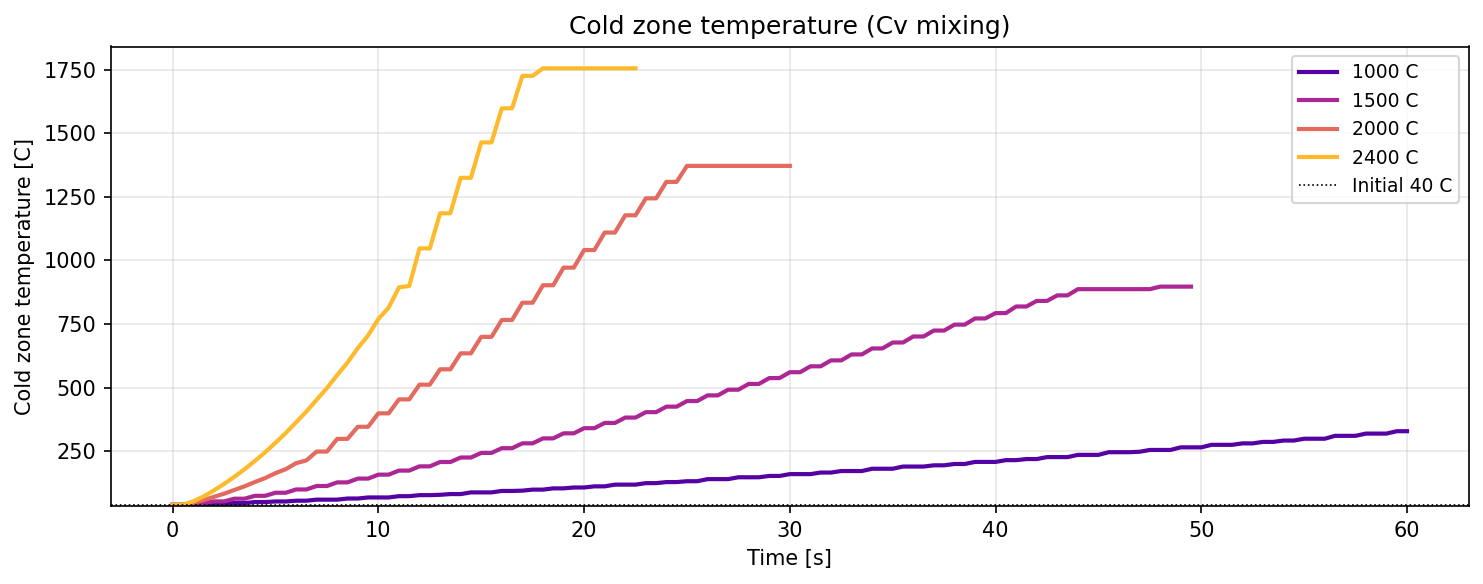 Cold zone temperature (Cv mixing)
Cold zone temperature [C]
1750
1500
1250
1000
750
500
250
0
10
20
30
40
50
60
Time [s]
1000 C
1500 C
2000 C
2400 C
Initial 40 C